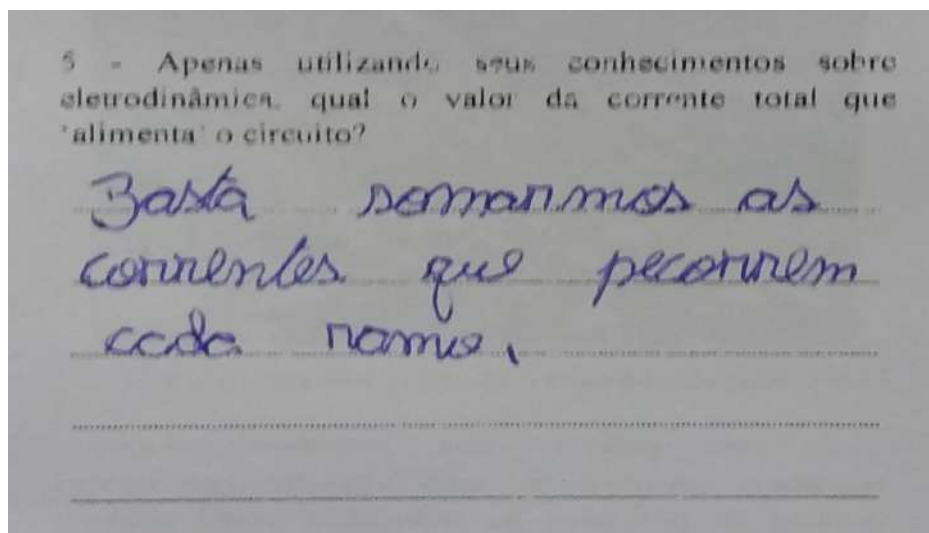 5 - Apenas utilizando seus conhecimentos sobre
eletrodinâmica, qual o valor da corrente total que
'alimenta' o circuito?
Basta somarmos as
correntes que pecorrem
cada ramo.